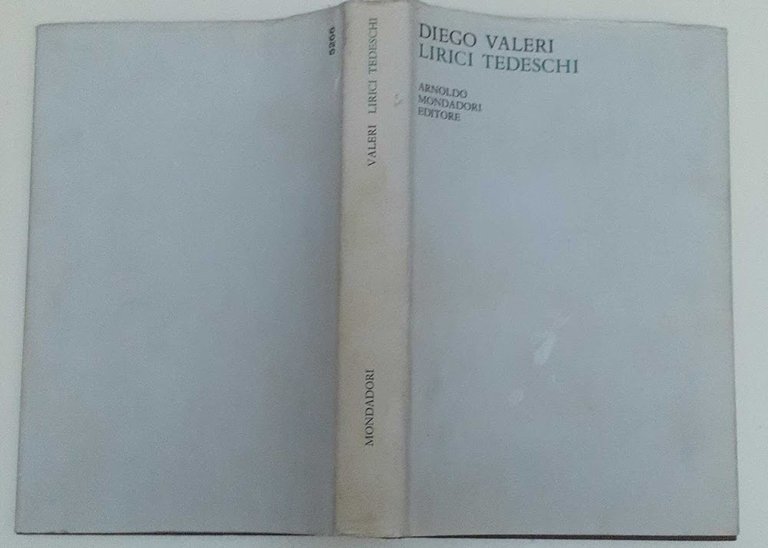 DIEGO VALERI
LIRICI TEDESCHI
ARNOLDO
MONDADORI
EDITORE
VALERI LIRICI TEDESCHI
MONDADORI
5266